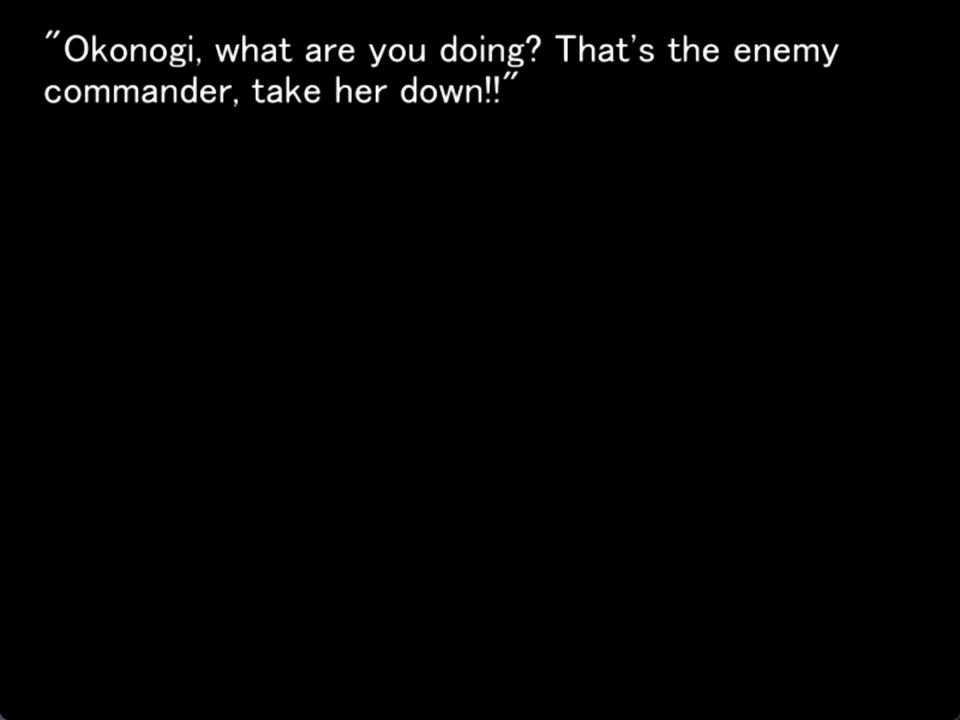 "Okonogi, what are you doing? That's the enemy
commander, take her down!!"